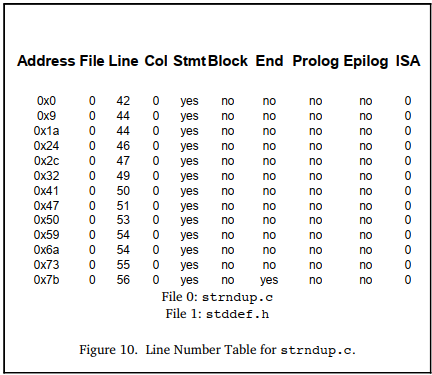 Address File Line Col Stmt Block End Prolog Epilog ISA
0x0 0 42 0 yes no no no no 0
0x9 0 44 0 yes no no no no 0
0x1a 0 44 0 yes no no no no 0
0x24 0 46 0 yes no no no no 0
0x2c 0 47 0 yes no no no no 0
0x32 0 49 0 yes no no no no 0
0x41 0 50 0 yes no no no no 0
0x47 0 51 0 yes no no no no 0
0x50 0 53 0 yes no no no no 0
0x59 0 54 0 yes no no no no 0
0x6a 0 54 0 yes no no no no 0
0x73 0 55 0 yes no no no no 0
0x7b 0 56 0 yes no yes no no 0
File 0: strndup.c
File 1: stddef.h
Figure 10. Line Number Table for strndup.c.